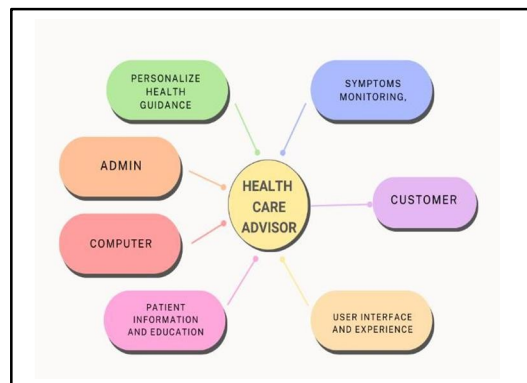 PERSONALIZE
HEALTH
GUIDANCE
SYMPTOMS
MONITORING,
ADMIN
HEALTH
CARE
ADVISOR
CUSTOMER
COMPUTER
PATIENT
INFORMATION
AND EDUCATION
USER INTERFACE
AND EXPERIENCE